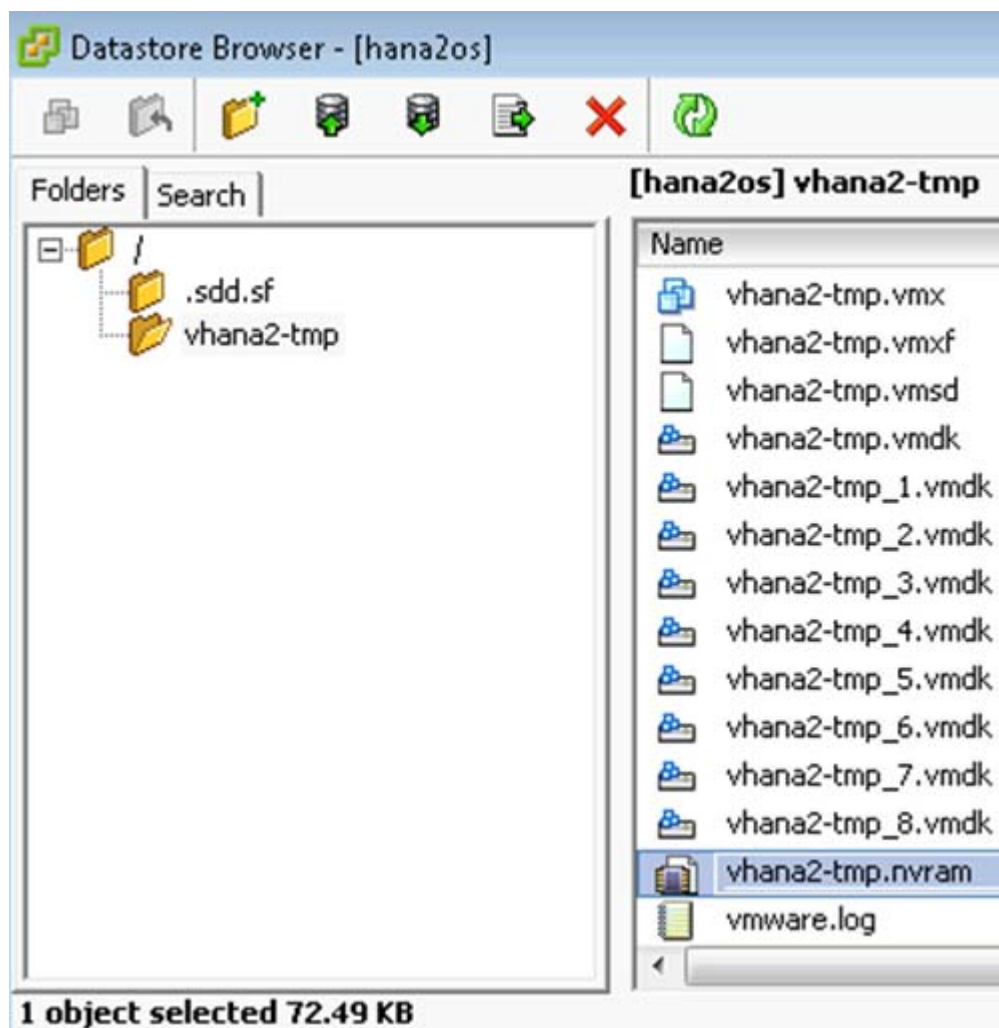 Datastore Browser - [hana2os]
Folders Search
/
.sdd.sf
vhana2-tmp
[hana2os] vhana2-tmp
Name
vhana2-tmp.vmx
vhana2-tmp.vmxf
vhana2-tmp.vmsd
vhana2-tmp.vmdk
vhana2-tmp_1.vmdk
vhana2-tmp_2.vmdk
vhana2-tmp_3.vmdk
vhana2-tmp_4.vmdk
vhana2-tmp_5.vmdk
vhana2-tmp_6.vmdk
vhana2-tmp_7.vmdk
vhana2-tmp_8.vmdk
vhana2-tmp.nvram
vmware.log
1 object selected 72.49 KB